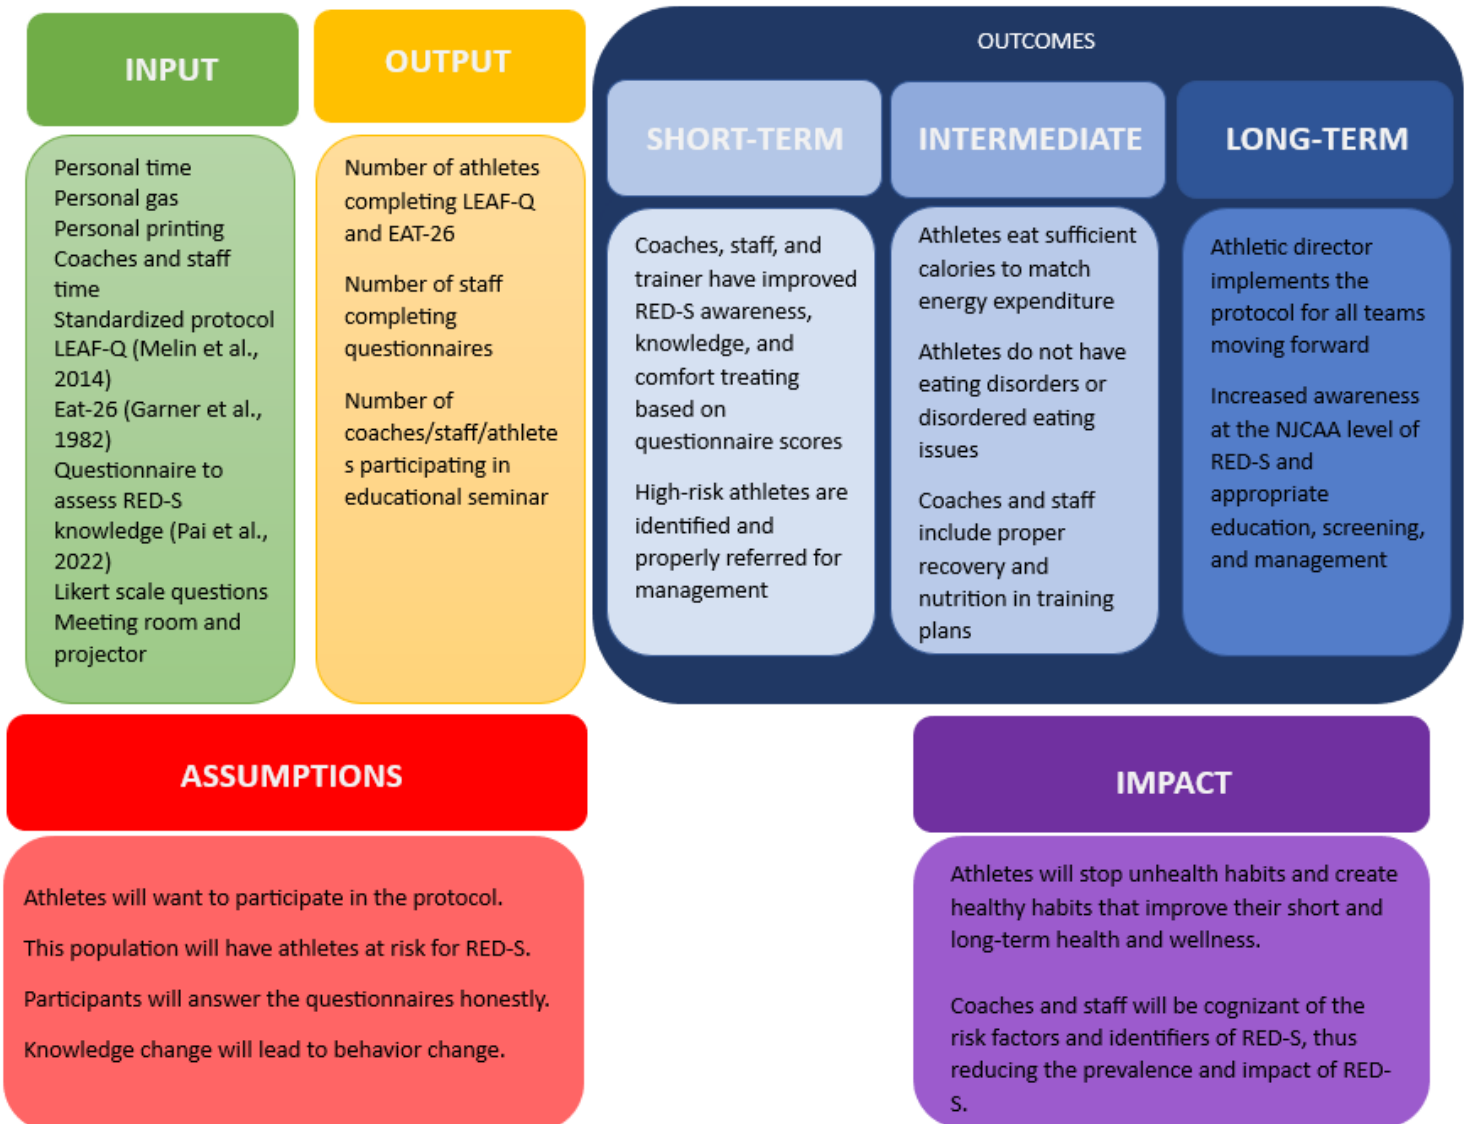 INPUT
Personal time
Personal gas
Personal printing
Coaches and staff
time
Standardized protocol
LEAF-Q (Melin et al.,
2014)
Eat-26 (Garner et al.,
1982)
Questionnaire to
assess RED-S
knowledge (Pai et al.,
2022)
Likert scale questions
Meeting room and
projector
OUTPUT
Number of athletes
completing LEAF-Q
and EAT-26
Number of staff
completing
questionnaires
Number of
coaches/staff/athlete
s participating in
educational seminar
OUTCOMES
SHORT-TERM
Coaches, staff, and
trainer have improved
RED-S awareness,
knowledge, and
comfort treating
based on
questionnaire scores
High-risk athletes are
identified and
properly referred for
management
INTERMEDIATE
Athletes eat sufficient
calories to match
energy expenditure
Athletes do not have
eating disorders or
disordered eating
issues
Coaches and staff
include proper
recovery and
nutrition in training
plans
LONG-TERM
Athletic director
implements the
protocol for all teams
moving forward
Increased awareness
at the NJCAA level of
RED-S and
appropriate
education, screening,
and management
ASSUMPTIONS
Athletes will want to participate in the protocol.
This population will have athletes at risk for RED-S.
Participants will answer the questionnaires honestly.
Knowledge change will lead to behavior change.
IMPACT
Athletes will stop unhealth habits and create
healthy habits that improve their short and
long-term health and wellness.
Coaches and staff will be cognizant of the
risk factors and identifiers of RED-S, thus
reducing the prevalence and impact of RED-
S.